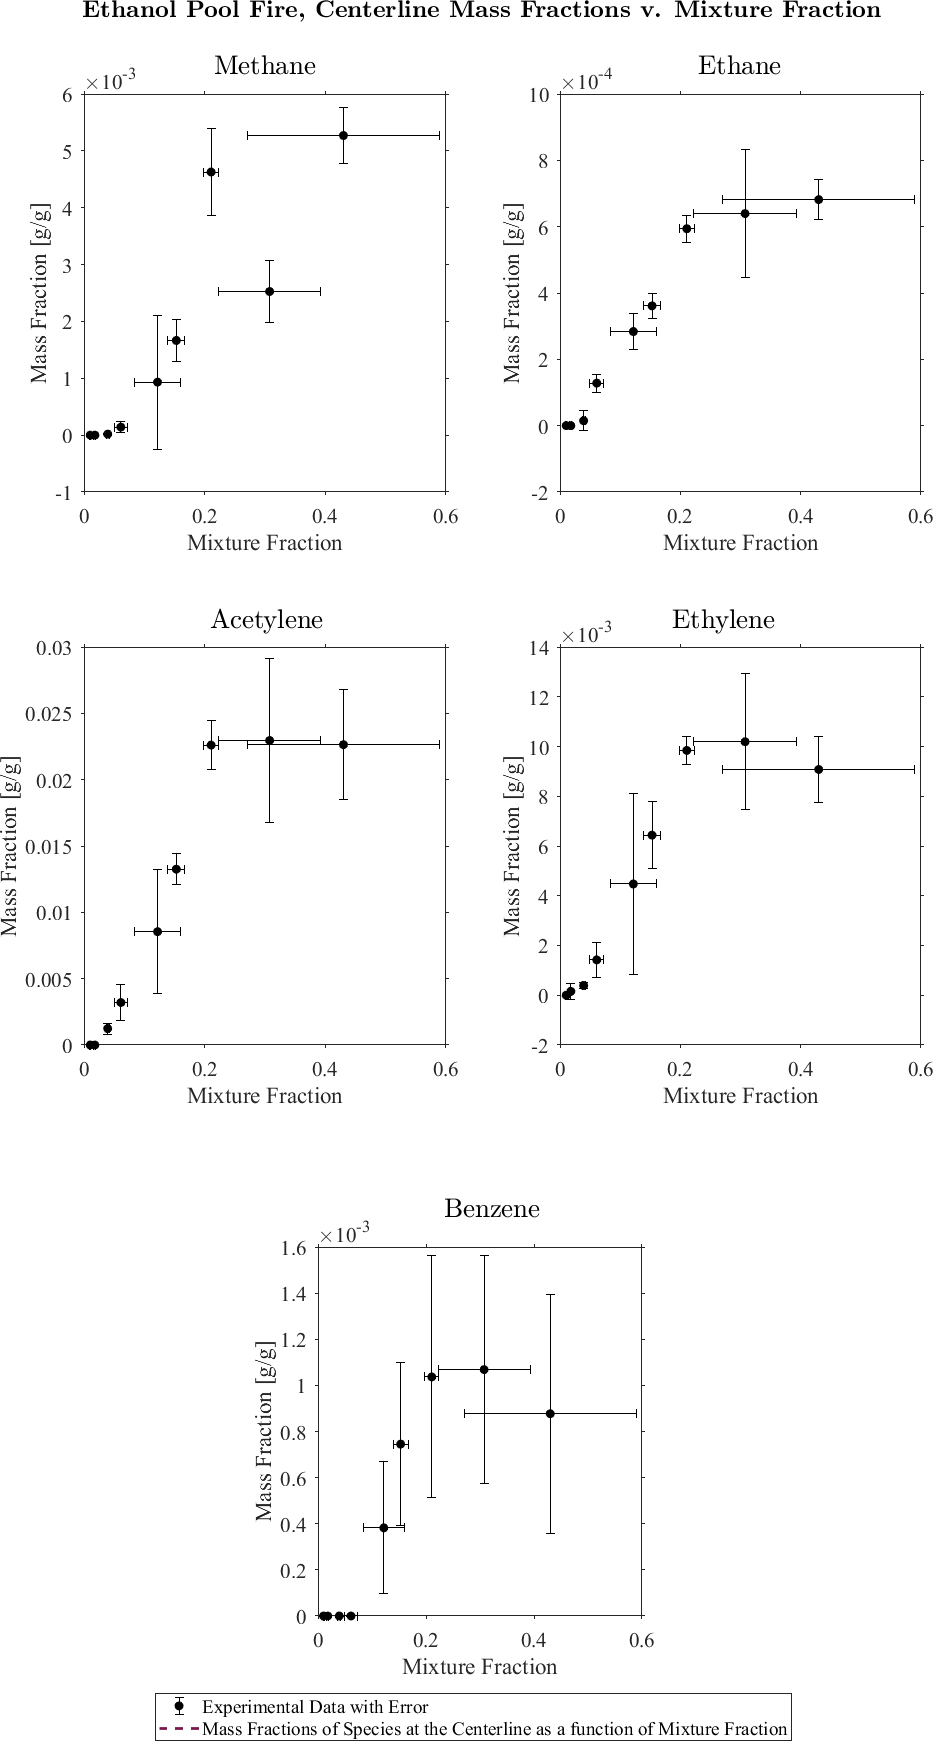 Ethanol Pool Fire, Centerline Mass Fractions v. Mixture Fraction
Methane
×10-3
6
5
4
3
2
1
0
-1
Mass Fraction [g/g]
0 0.2 0.4 0.6
Mixture Fraction
Ethane
×10-4
10
8
6
4
2
0
-2
Mass Fraction [g/g]
0 0.2 0.4 0.6
Mixture Fraction
Acetylene
0.03
0.025
0.02
0.015
0.01
0.005
0
Mass Fraction [g/g]
0 0.2 0.4 0.6
Mixture Fraction
Ethylene
×10-3
14
12
10
8
6
4
2
0
-2
Mass Fraction [g/g]
0 0.2 0.4 0.6
Mixture Fraction
Benzene
×10-3
1.6
1.4
1.2
1
0.8
0.6
0.4
0.2
0
Mass Fraction [g/g]
0 0.2 0.4 0.6
Mixture Fraction
Experimental Data with Error
Mass Fractions of Species at the Centerline as a function of Mixture Fraction